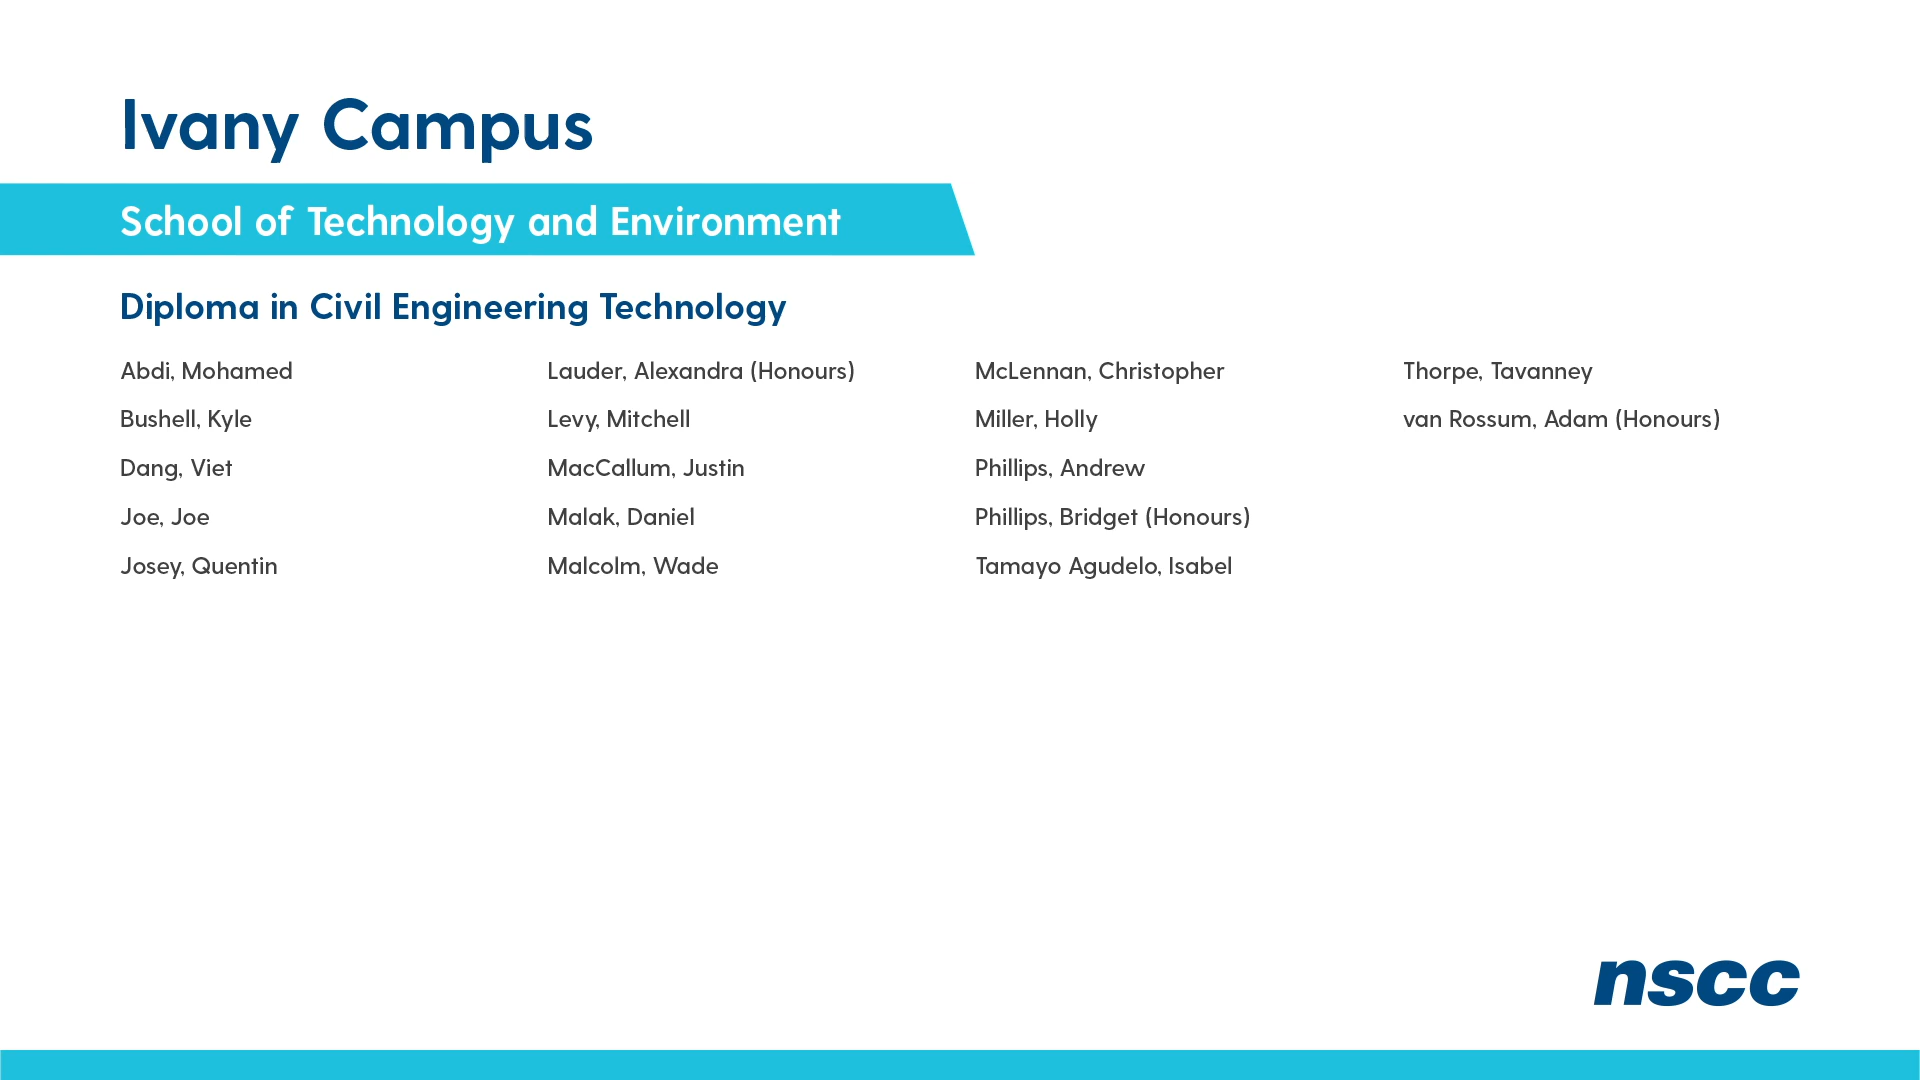 Ivany Campus
School of Technology and Environment
Diploma in Civil Engineering Technology
Abdi, Mohamed
Bushell, Kyle
Dang, Viet
Joe, Joe
Josey, Quentin
Lauder, Alexandra (Honours)
Levy, Mitchell
MacCallum, Justin
Malak, Daniel
Malcolm, Wade
McLennan, Christopher
Miller, Holly
Phillips, Andrew
Phillips, Bridget (Honours)
Tamayo Agudelo, Isabel
Thorpe, Tavanney
van Rossum, Adam (Honours)
nscc